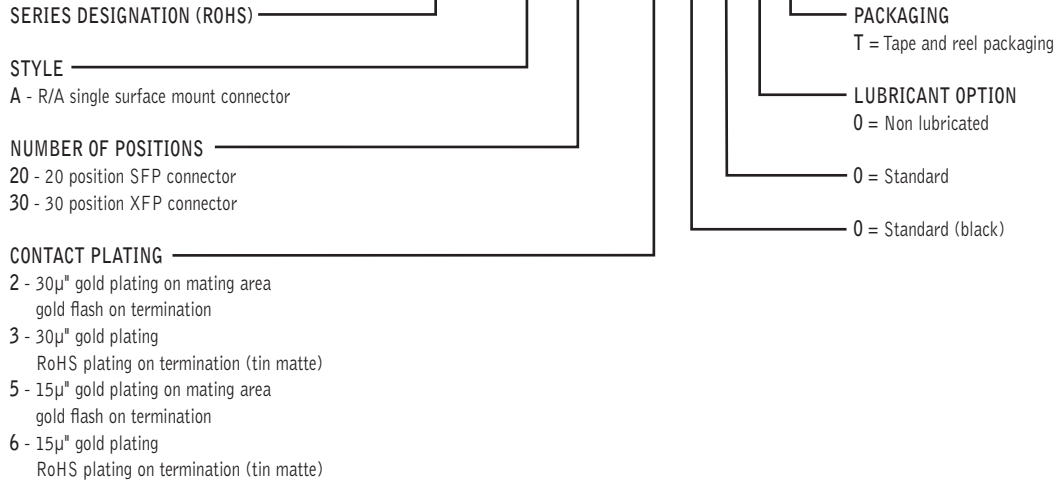 SERIES DESIGNATION (ROHS)
STYLE
A - R/A single surface mount connector
NUMBER OF POSITIONS
20 - 20 position SFP connector
30 - 30 position XFP connector
CONTACT PLATING
2 - 30µ" gold plating on mating area
gold flash on termination
3 - 30µ" gold plating
RoHS plating on termination (tin matte)
5 - 15µ" gold plating on mating area
gold flash on termination
6 - 15µ" gold plating
RoHS plating on termination (tin matte)
PACKAGING
T = Tape and reel packaging
LUBRICANT OPTION
0 = Non lubricated
0 = Standard
0 = Standard (black)